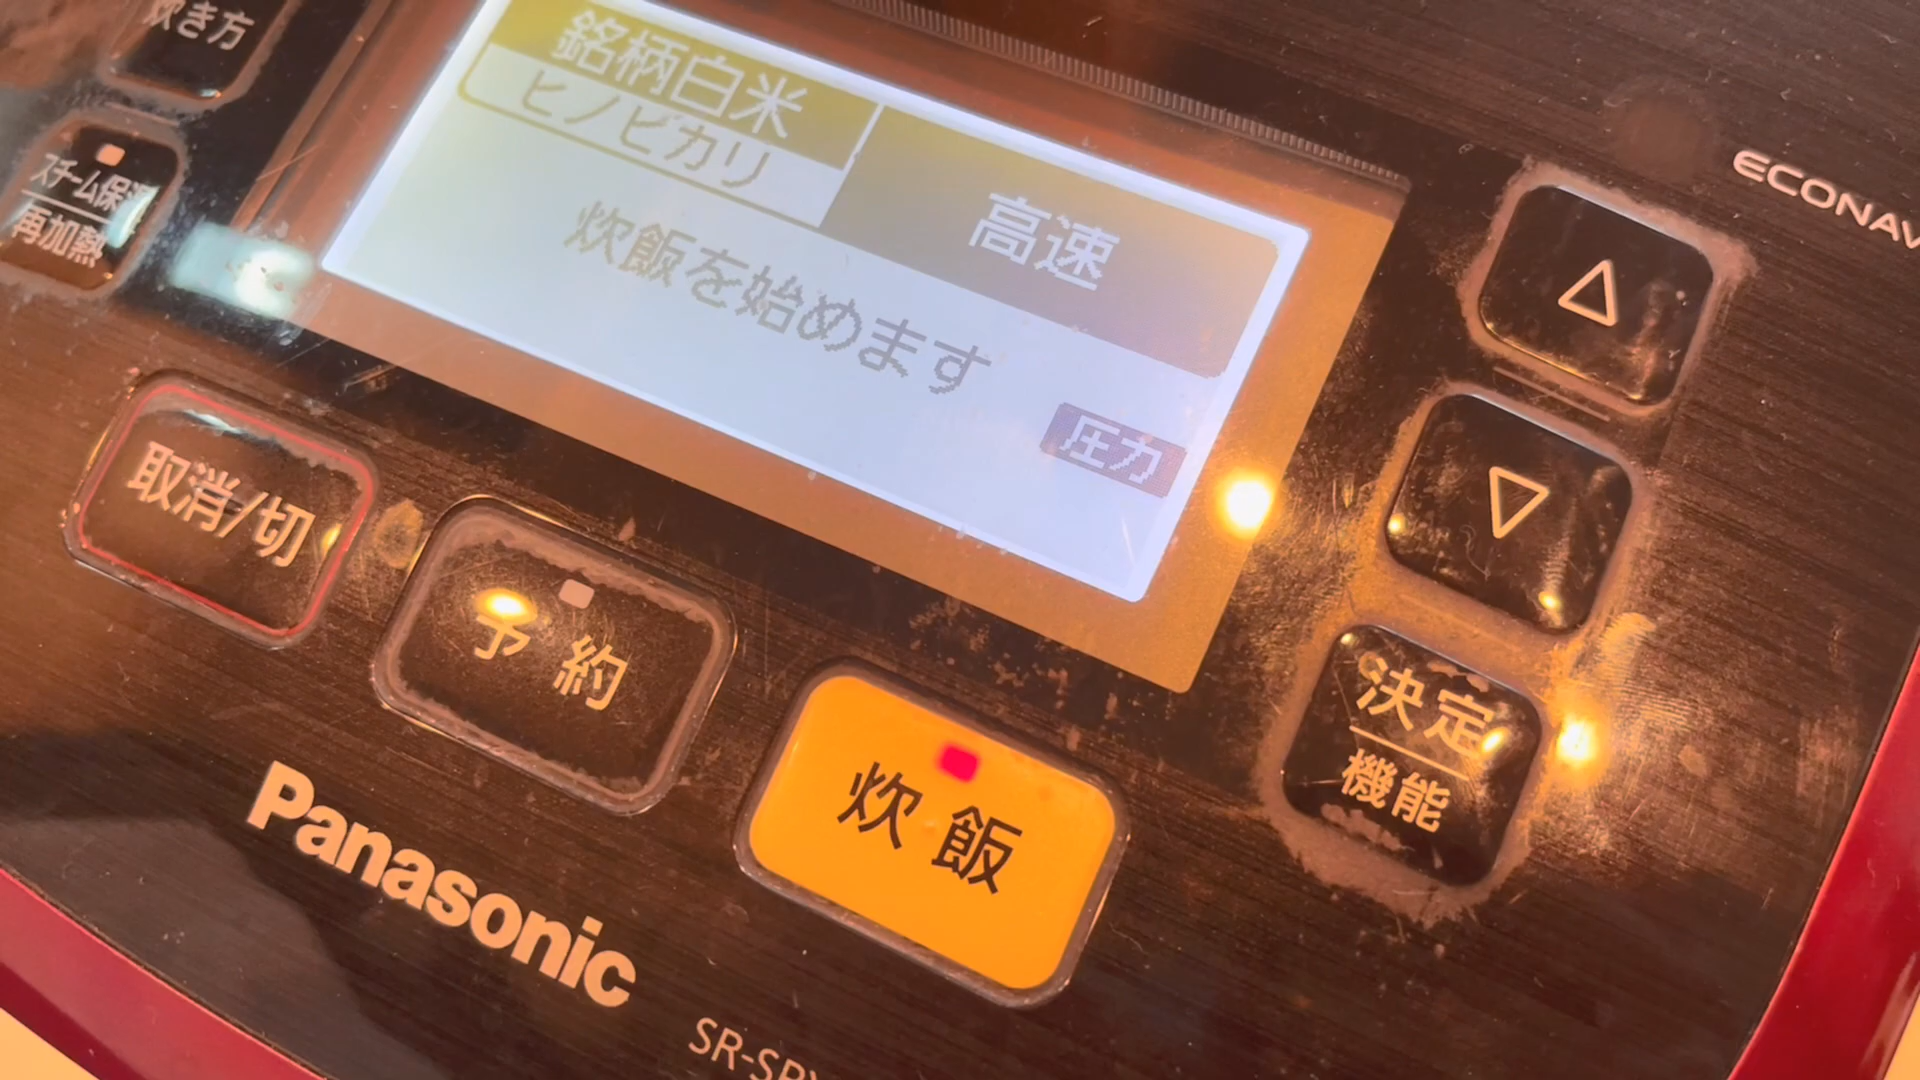 炊き方
スチーム保温
再加熱
銘柄白米
ヒノヒカリ
高速
炊飯を始めます
圧力
ECONAV
取消/切
予約
炊飯
決定
機能
Panasonic
SR-SP